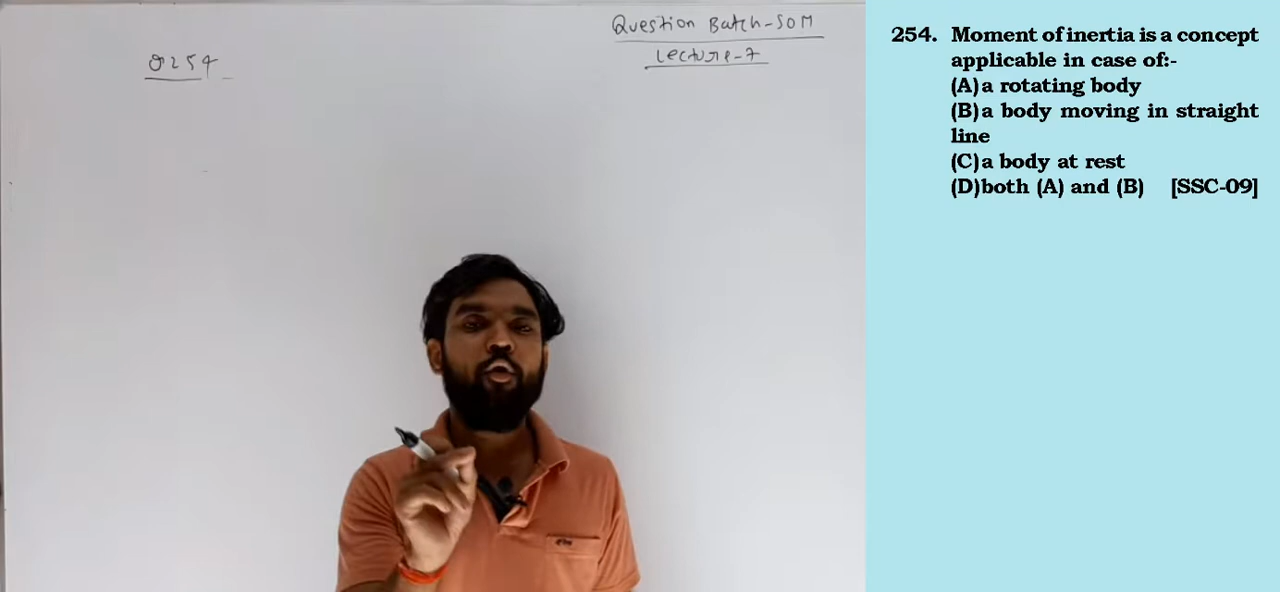 Question Batch-SOM
Lecture-7
Q254
254. Moment of inertia is a concept
applicable in case of:-
(A)a rotating body
(B)a body moving in straight
line
(C)a body at rest
(D)both (A) and (B) [SSC-09]